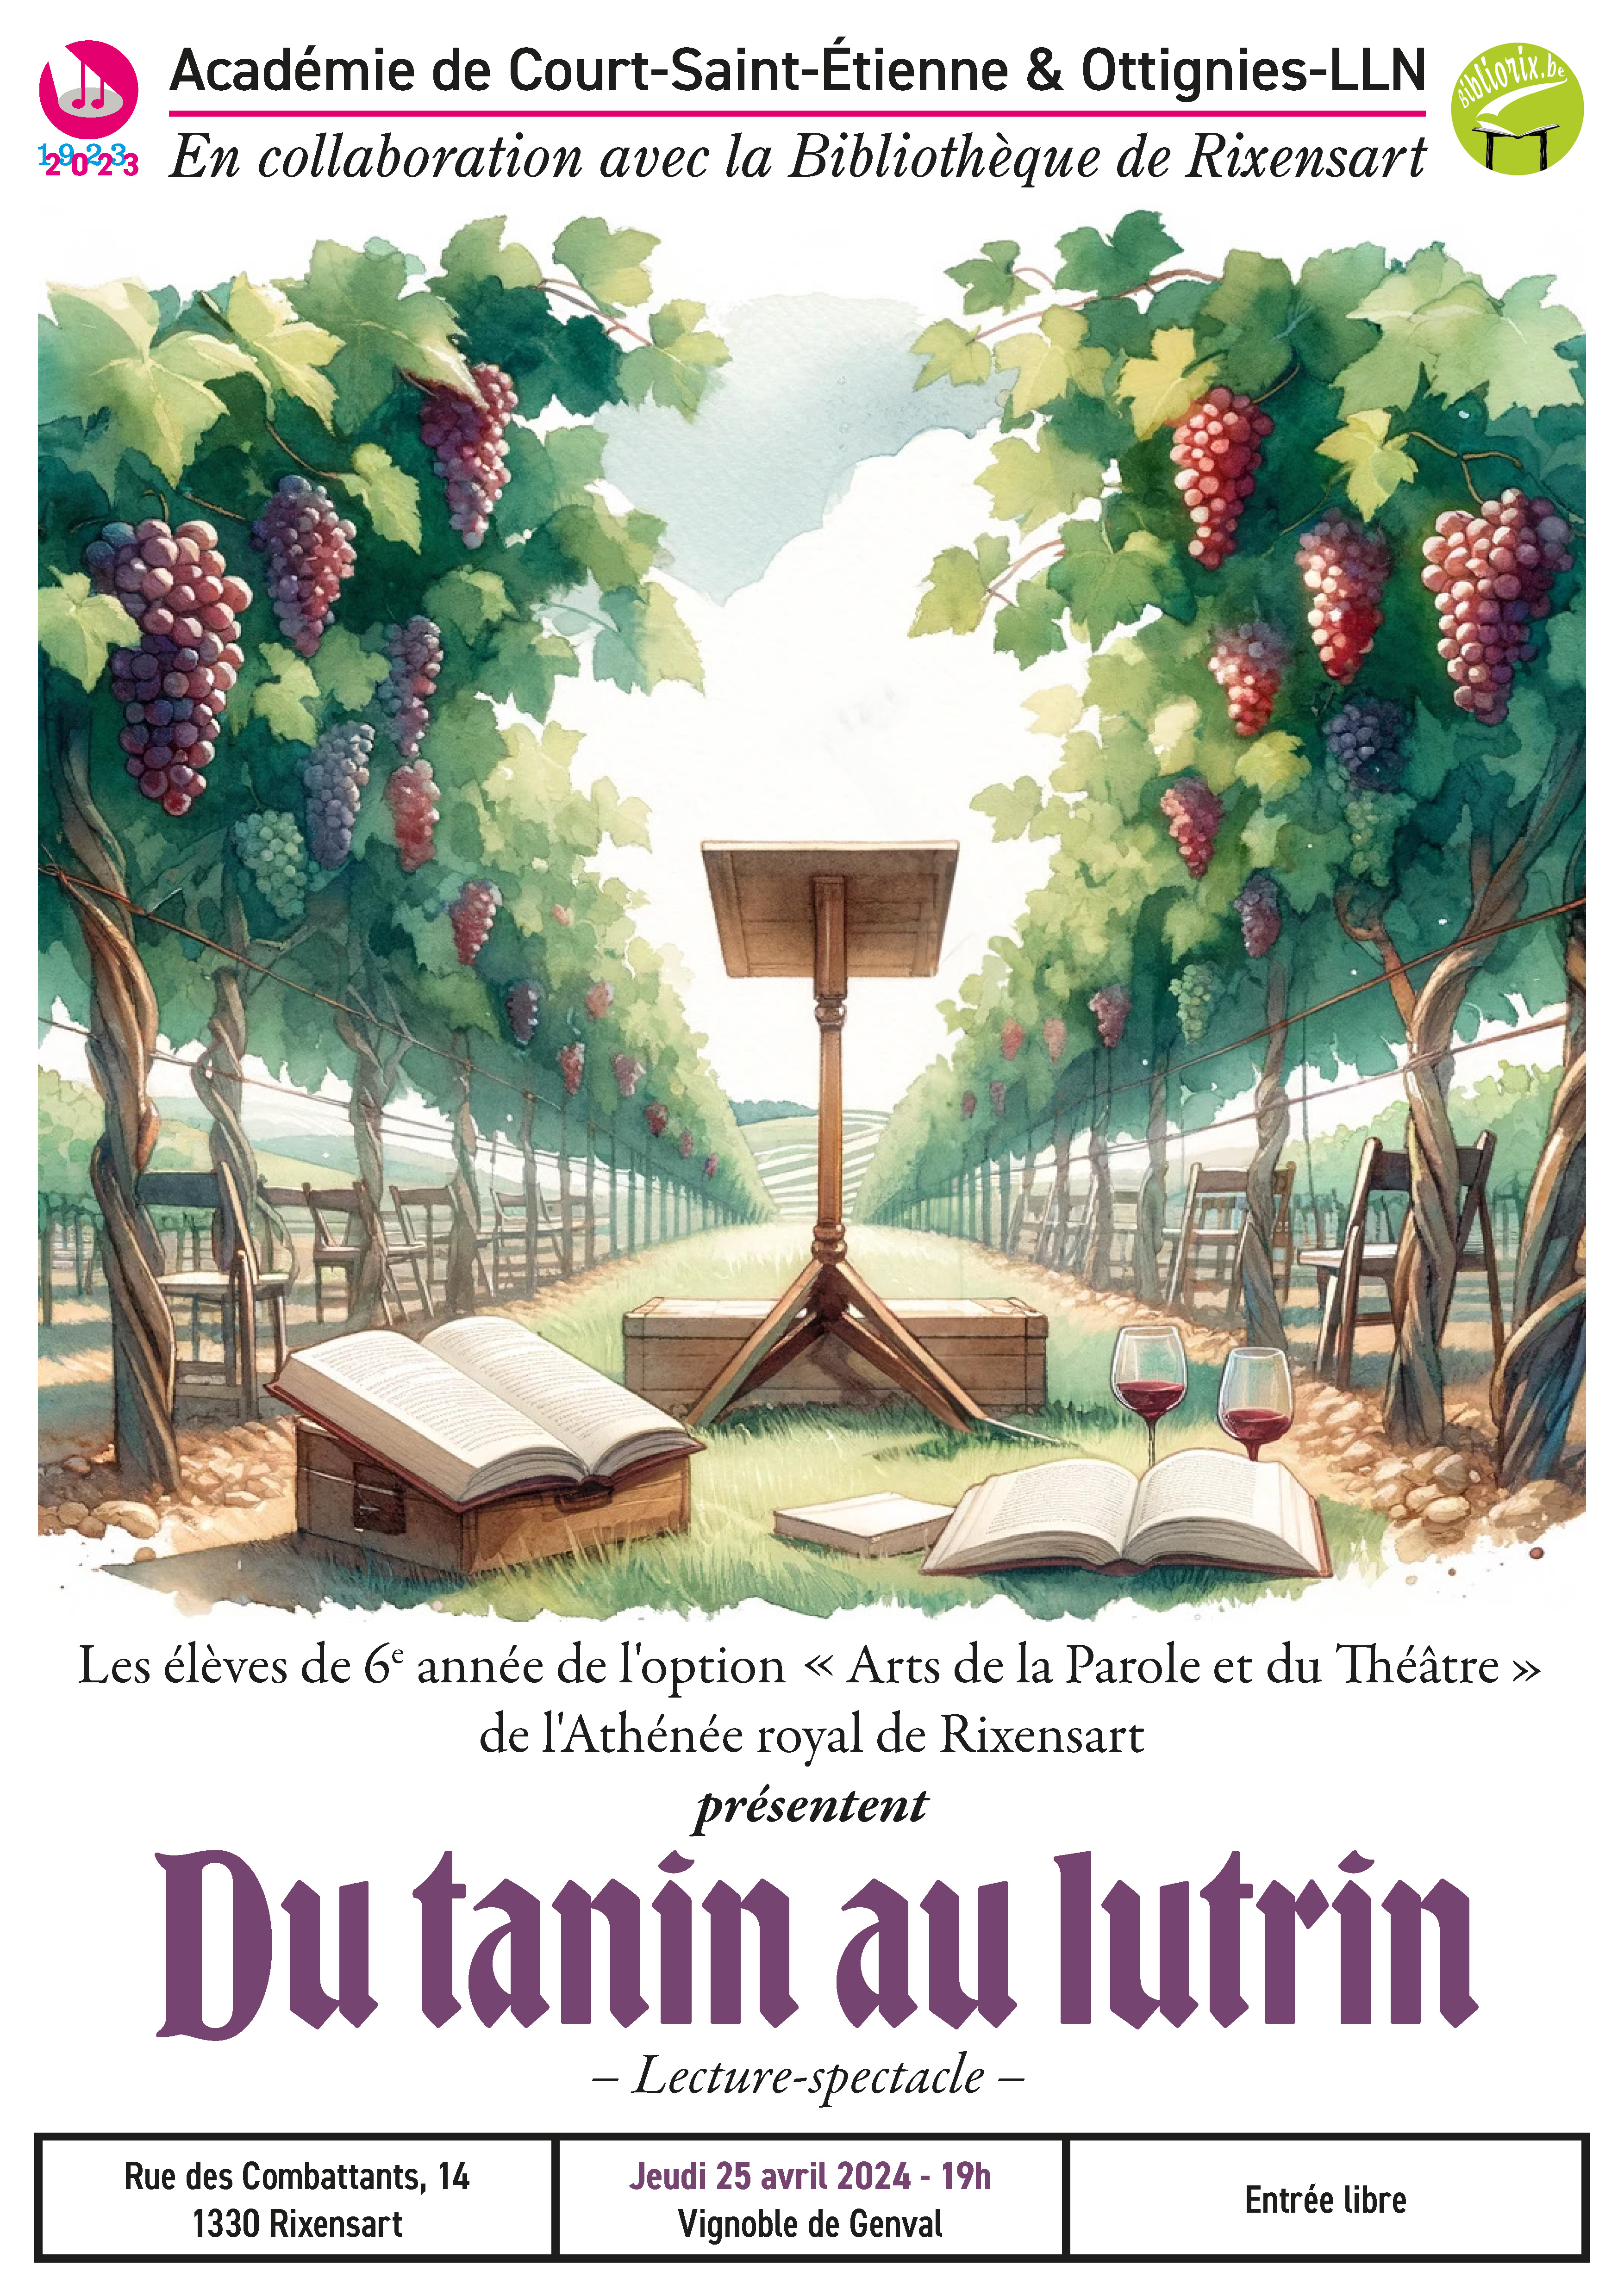 Académie de Court-Saint-Étienne & Ottignies-LLN
1923
2023
En collaboration avec la Bibliothèque de Rixensart
Bibliorix.be
Les élèves de 6e année de l'option « Arts de la Parole et du Théâtre »
de l'Athénée royal de Rixensart
présentent
Du tanin au lutrin
– Lecture-spectacle –
Rue des Combattants, 14
1330 Rixensart
Jeudi 25 avril 2024 - 19h
Vignoble de Genval
Entrée libre